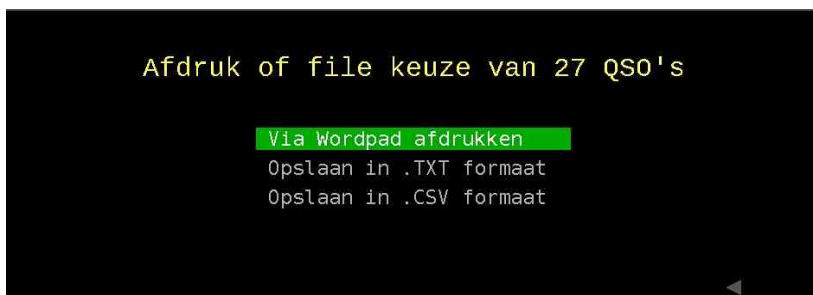 Afdruk of file keuze van 27 QSO's
Via Wordpad afdrukken
Opslaan in .TXT formaat
Opslaan in .CSV formaat